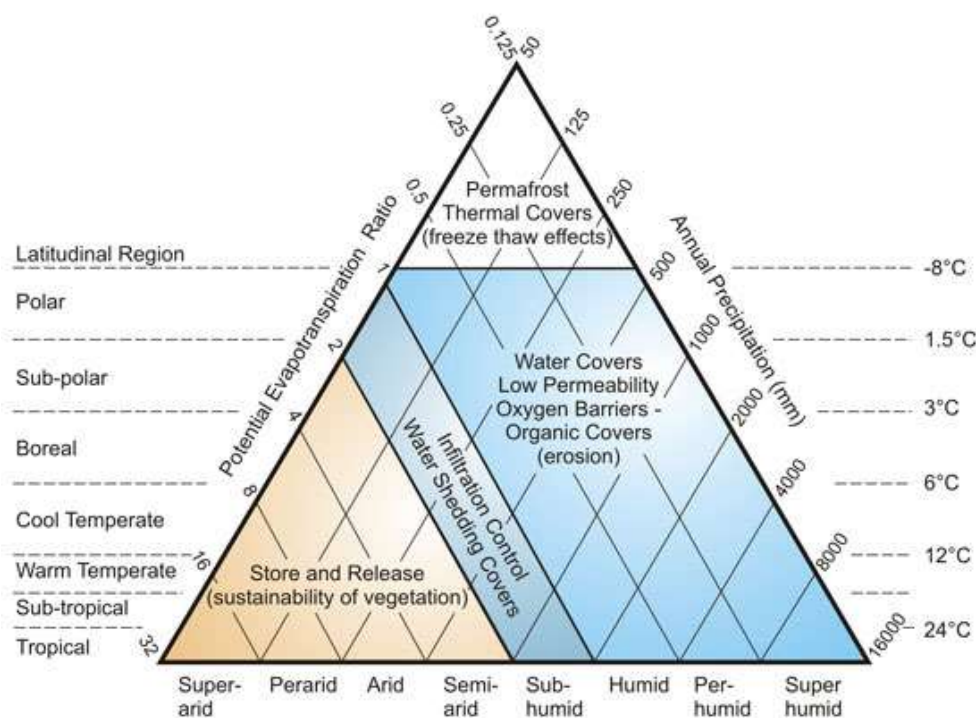 0.125
50
0.25
125
0.5
250
Permafrost
Thermal Covers
(freeze thaw effects)
Potential Evapotranspiration Ratio
Annual Precipitation (mm)
Latitudinal Region
1
500
-8°C
Polar
2
1000
1.5°C
Sub-polar
Water Covers
Low Permeability
Oxygen Barriers -
Organic Covers
(erosion)
4
2000
3°C
Boreal
Infiltration Control
Water Shedding Covers
8
4000
6°C
Cool Temperate
16
8000
12°C
Warm Temperate
Store and Release
(sustainability of vegetation)
Sub-tropical
24°C
Tropical
32
16000
Super-
arid
Perarid
Arid
Semi-
arid
Sub-
humid
Humid
Per-
humid
Super
humid